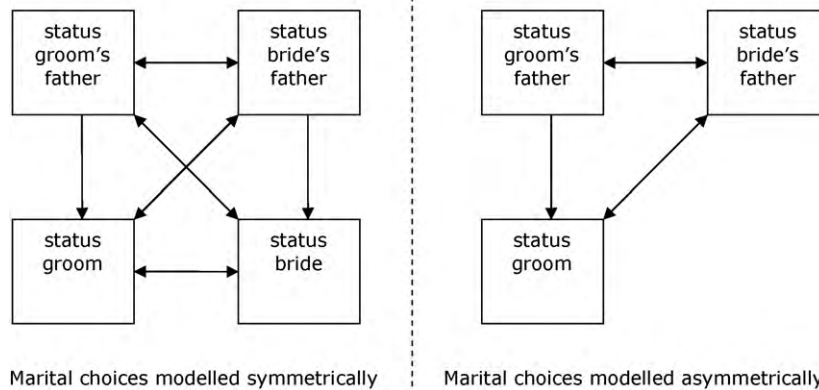 status
groom's
father
status
bride's
father
status
groom's
father
status
bride's
father
status
groom
status
bride
status
groom
Marital choices modelled symmetrically
Marital choices modelled asymmetrically